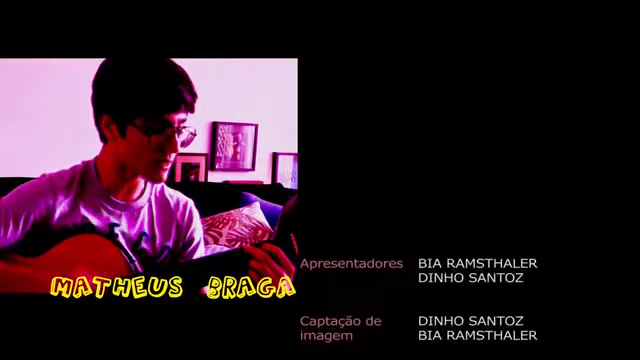 MATHEUS BRAGA
Apresentadores BIA RAMSTHALER
DINHO SANTOZ
Captação de DINHO SANTOZ
imagem BIA RAMSTHALER